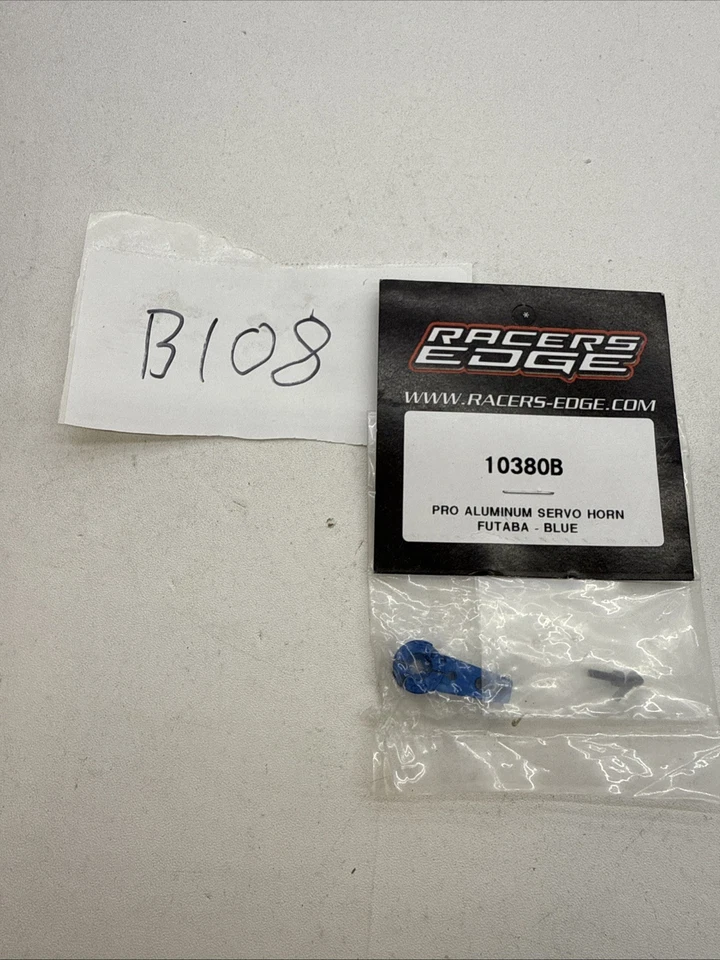 B108
RACERS
EDGE
WWW.RACERS-EDGE.COM
10380B
PRO ALUMINUM SERVO HORN
FUTABA - BLUE